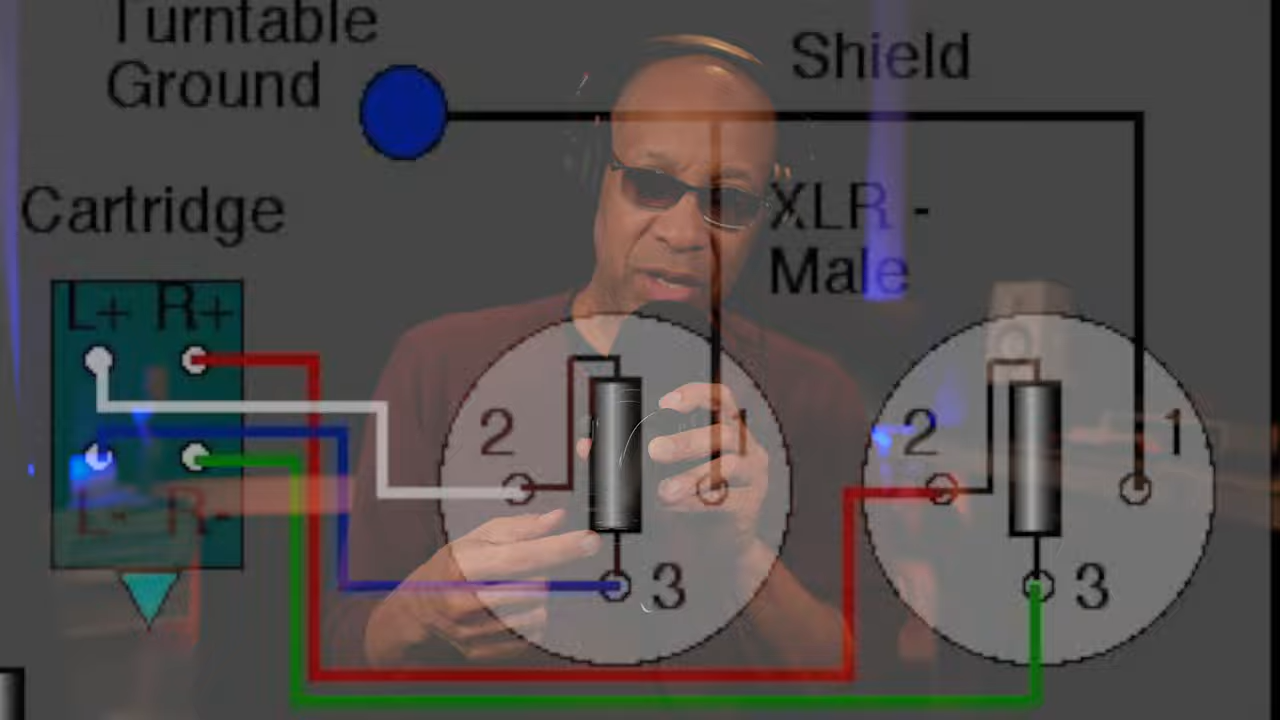 Turntable
Ground
Shield
Cartridge
XLR -
Male
L+ R+
L- R-
2
1
3
2
1
3